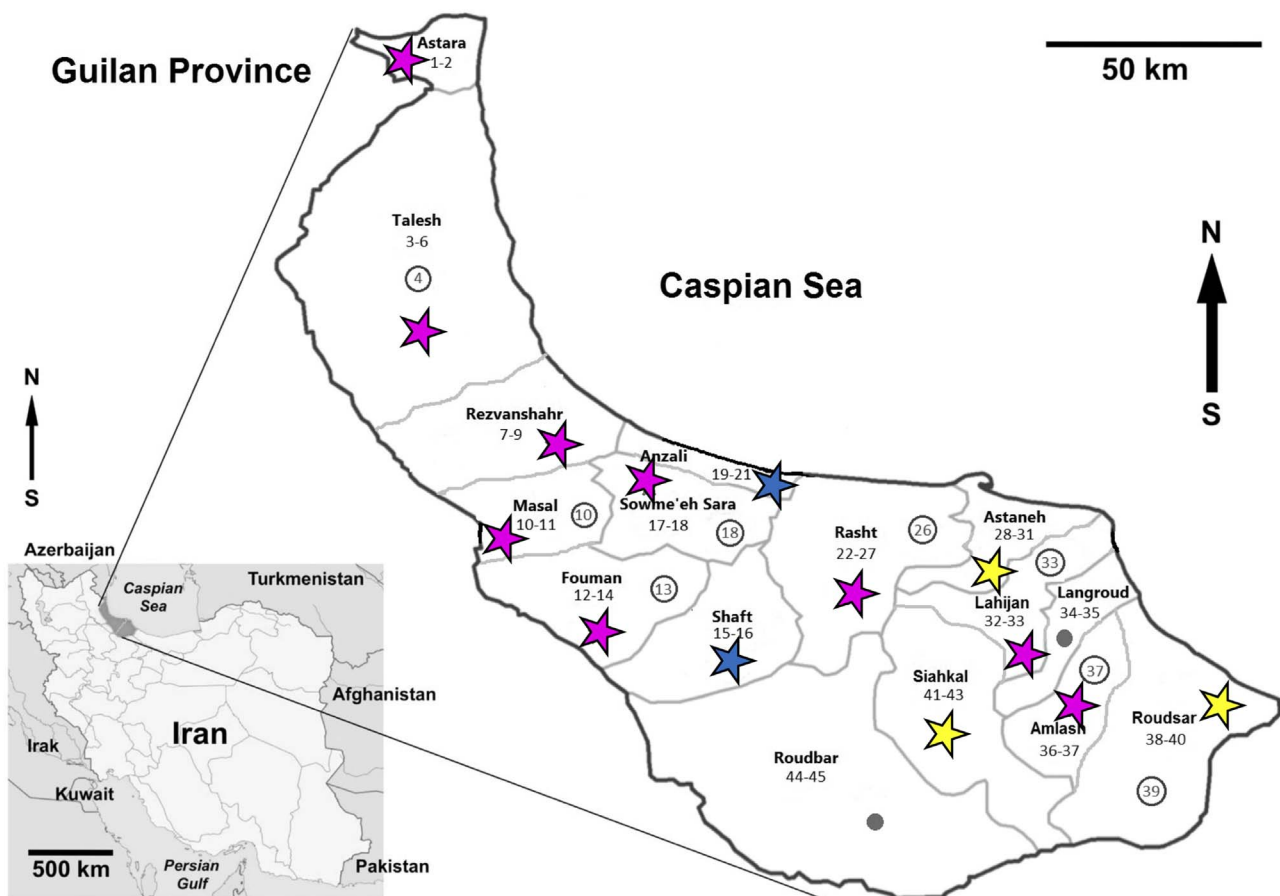 Guilan Province
Astara
1-2
50 km
Talesh
3-6
4
N
S
Caspian Sea
Rezvanshahr
7-9
N
S
Anzali
19-21
Masal
10-11
10
Sowme'eh Sara
17-18
18
Rasht
22-27
26
Astaneh
28-31
33
Fouman
12-14
13
Shaft
15-16
Lahijan
32-33
Langroud
34-35
Siahkal
41-43
37
Amlash
36-37
Roudsar
38-40
39
Roudbar
44-45
Azerbaijan
Caspian
Sea
Turkmenistan
Afghanistan
Iran
Irak
Kuwait
500 km
Persian
Gulf
Pakistan